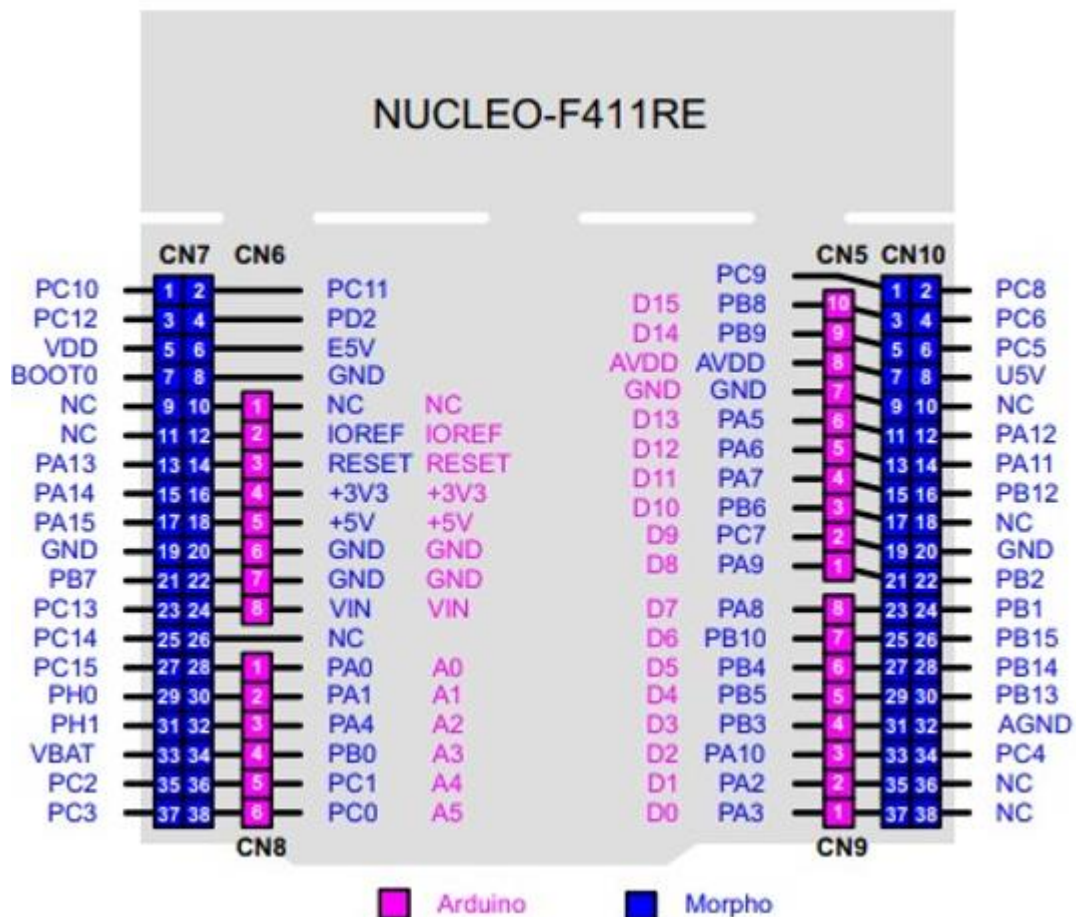 NUCLEO-F411RE
CN7 CN6 CN5 CN10
PC9
PC10 1 2 PC11 D15 PB8 10 1 2 PC8
PC12 3 4 PD2 D14 PB9 9 3 4 PC6
VDD 5 6 E5V AVDD AVDD 8 5 6 PC5
BOOT0 7 8 GND GND GND 7 7 8 U5V
NC 9 10 1 NC NC D13 PA5 6 9 10 NC
NC 11 12 2 IOREF IOREF D12 PA6 5 11 12 PA12
PA13 13 14 3 RESET RESET D11 PA7 4 13 14 PA11
PA14 15 16 4 +3V3 +3V3 D10 PB6 3 15 16 PB12
PA15 17 18 5 +5V +5V D9 PC7 2 17 18 NC
GND 19 20 6 GND GND D8 PA9 1 19 20 GND
PB7 21 22 7 GND GND 21 22 PB2
PC13 23 24 8 VIN VIN D7 PA8 8 23 24 PB1
PC14 25 26 NC D6 PB10 7 25 26 PB15
PC15 27 28 1 PA0 A0 D5 PB4 6 27 28 PB14
PH0 29 30 2 PA1 A1 D4 PB5 5 29 30 PB13
PH1 31 32 3 PA4 A2 D3 PB3 4 31 32 AGND
VBAT 33 34 4 PB0 A3 D2 PA10 3 33 34 PC4
PC2 35 36 5 PC1 A4 D1 PA2 2 35 36 NC
PC3 37 38 6 PC0 A5 D0 PA3 1 37 38 NC
CN8 CN9
Arduino Morpho